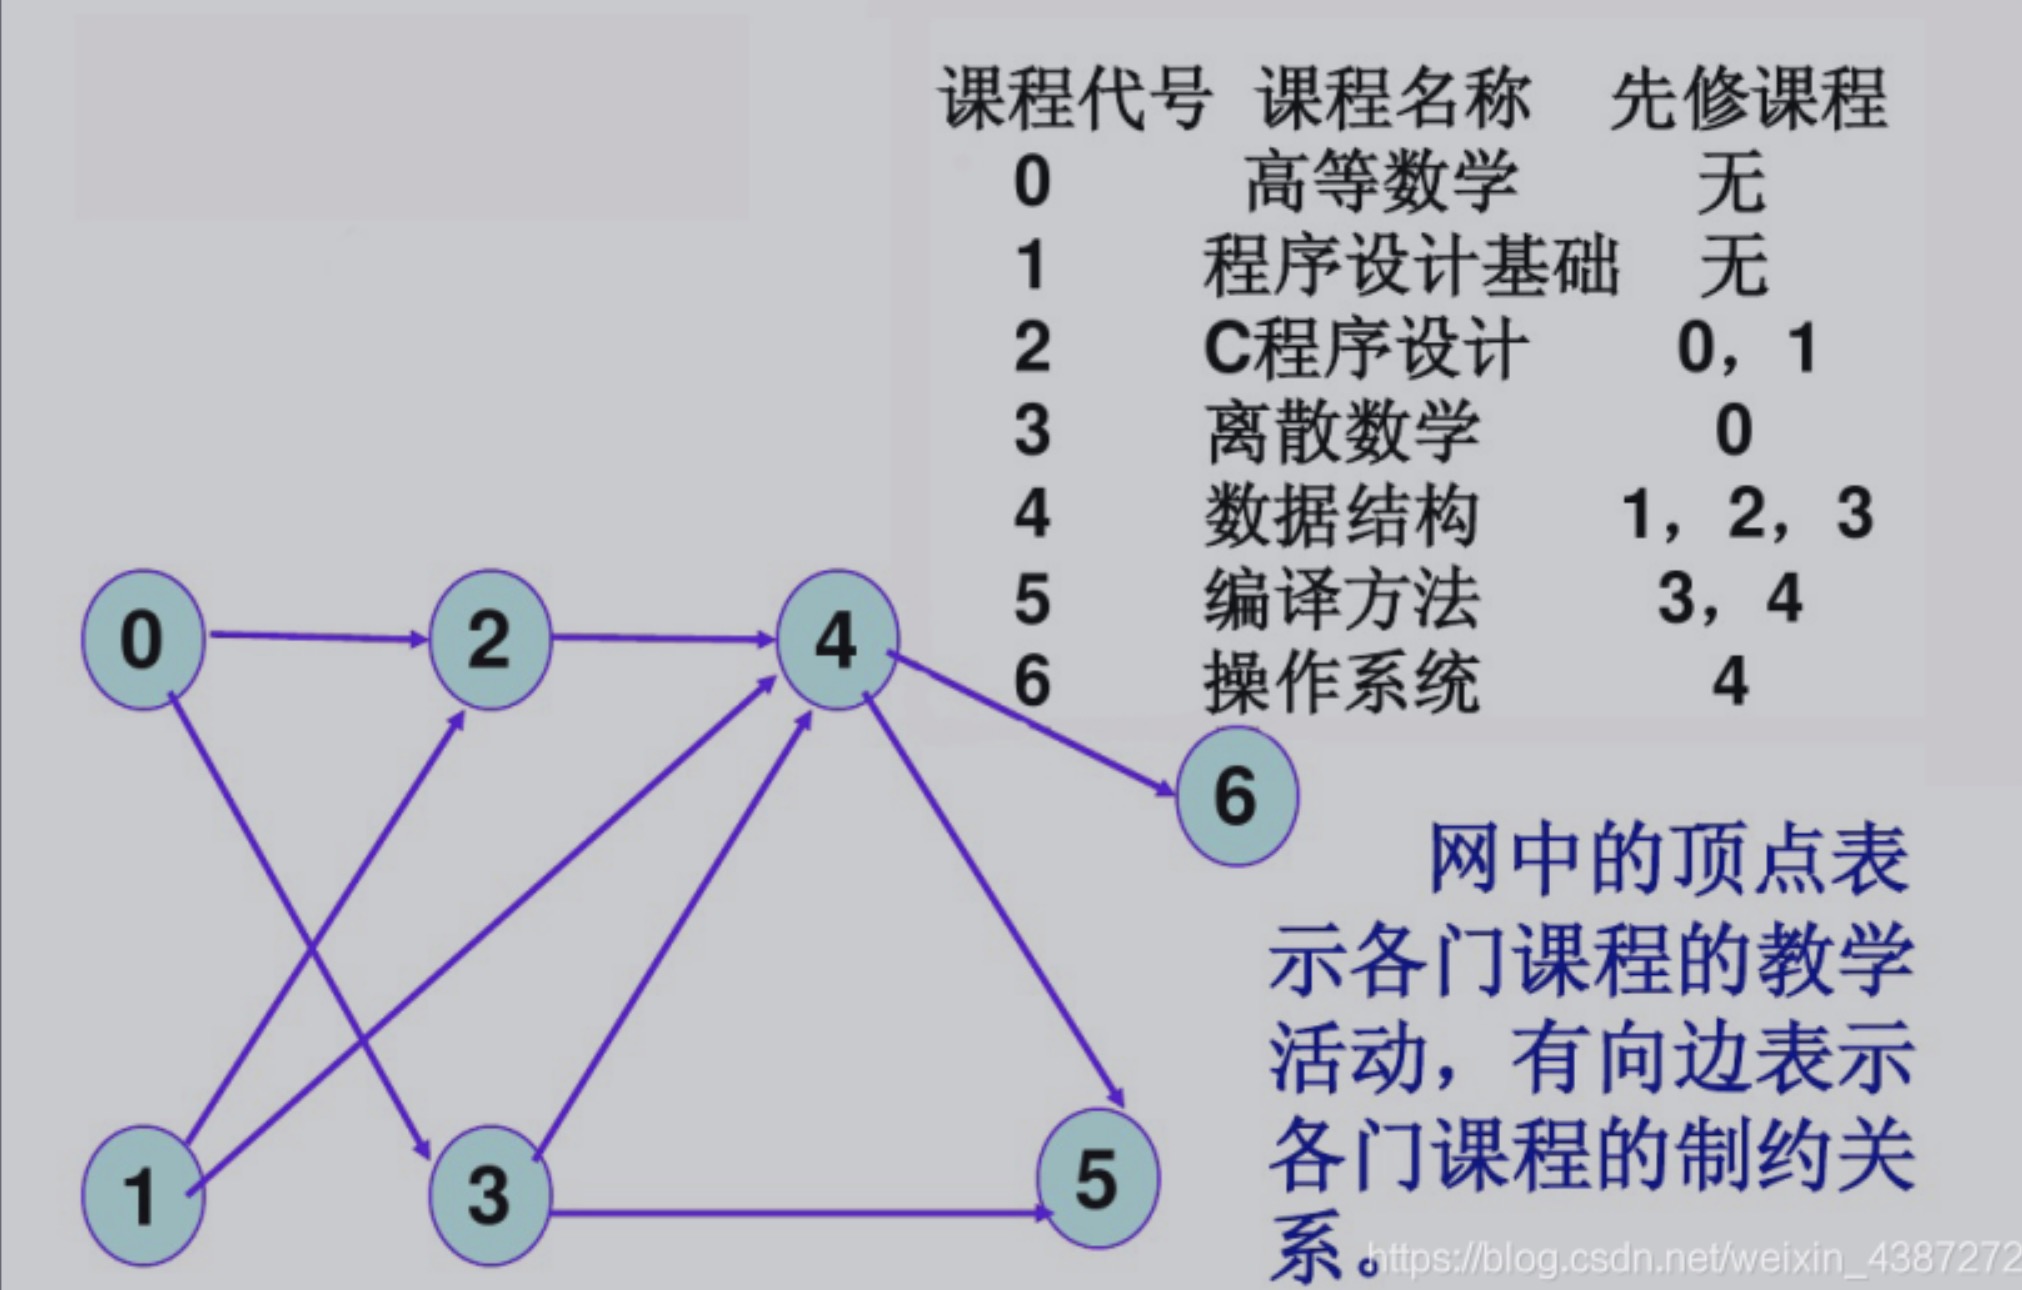 课程代号 课程名称 先修课程
0 高等数学 无
1 程序设计基础 无
2 C程序设计 0，1
3 离散数学 0
4 数据结构 1，2，3
5 编译方法 3，4
6 操作系统 4
0 2 4
6
1 3 5
网中的顶点表
示各门课程的教学
活动，有向边表示
各门课程的制约关
系。
https://blog.csdn.net/weixin_4387272